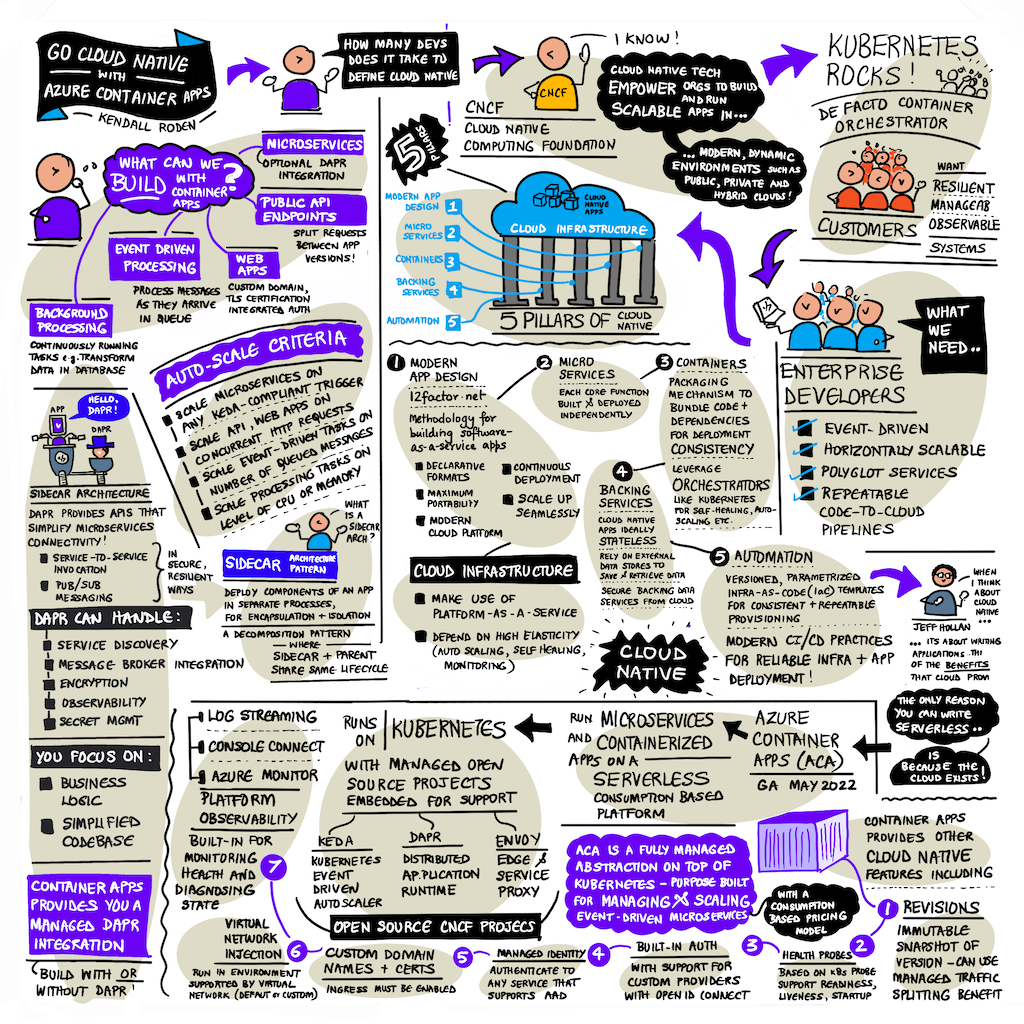 GO CLOUD NATIVE
WITH
AZURE CONTAINER APPS
KENDALL RODEN
HOW MANY DEVS
DOES IT TAKE TO
DEFINE CLOUD NATIVE
I KNOW!
CNCF
CNCF
CLOUD NATIVE
COMPUTING FOUNDATION
CLOUD NATIVE TECH
EMPOWER ORGS TO BUILD
AND RUN
SCALABLE APPS IN...
... MODERN, DYNAMIC
ENVIRONMENTS SUCH AS
PUBLIC, PRIVATE AND
HYBRID CLOUDS!
KUBERNETES
ROCKS!
DE FACTO CONTAINER
ORCHESTRATOR
WANT
RESILIENT
MANAGEAB
OBSERVABLE
SYSTEMS
CUSTOMERS
WHAT
WE
NEED..
ENTERPRISE
DEVELOPERS
EVENT-DRIVEN
HORIZONTALLY SCALABLE
POLYGLOT SERVICES
REPEATABLE
CODE-TO-CLOUD
PIPELINES
5 PILLARS
MODERN APP
DESIGN 1
MICRO
SERVICES 2
CONTAINERS 3
BACKING
SERVICES 4
AUTOMATION 5
CLOUD
NATIVE
APPS
CLOUD INFRASTRUCTURE
5 PILLARS OF CLOUD
NATIVE
1 MODERN
APP DESIGN
12factor.net
Methodology for
building software-
as-a-service apps
DECLARATIVE
FORMATS
MAXIMUM
PORTABILITY
MODERN
CLOUD PLATFORM
CONTINUOUS
DEPLOYMENT
SCALE UP
SEAMLESSLY
2 MICRO
SERVICES
EACH CORE FUNCTION
BUILT & DEPLOYED
INDEPENDENTLY
3 CONTAINERS
PACKAGING
MECHANISM TO
BUNDLE CODE +
DEPENDENCIES
FOR DEPLOYMENT
CONSISTENCY
LEVERAGE
ORCHESTRATORS
LIKE KUBERNETES
FOR SELF-HEALING, AUTO-
SCALING ETC.
4
BACKING
SERVICES
CLOUD NATIVE
APPS IDEALLY
STATELESS
RELY ON EXTERNAL
DATA STORES TO
SAVE & RETRIEVE DATA
SECURE BACKING DATA
SERVICES FROM CLOUD
5 AUTOMATION
VERSIONED, PARAMETRIZED
INFRA-AS-CODE (IaC) TEMPLATES
FOR CONSISTENT + REPEATABLE
PROVISIONING
MODERN CI/CD PRACTICES
FOR RELIABLE INFRA + APP
DEPLOYMENT!
CLOUD INFRASTRUCTURE
MAKE USE OF
PLATFORM-AS-A-SERVICE
DEPEND ON HIGH ELASTICITY
(AUTO SCALING, SELF HEALING,
MONITORING)
CLOUD
NATIVE
WHEN I
THINK
ABOUT
CLOUD
NATIVE
...
JEFF HOLLAN
... ITS ABOUT WRITING
APPLICATIONS THI
OF THE BENEFITS
THAT CLOUD PROVI
THE ONLY REASON
YOU CAN WRITE
SERVERLESS..
IS
BECAUSE THE
CLOUD EXISTS!
WHAT CAN WE
BUILD WITH
CONTAINER
APPS ?
MICROSERVICES
OPTIONAL DAPR
INTEGRATION
PUBLIC API
ENDPOINTS
SPLIT REQUESTS
BETWEEN APP
VERSIONS!
EVENT DRIVEN
PROCESSING
PROCESS MESSAGES
AS THEY ARRIVE
IN QUEUE
WEB
APPS
CUSTOM DOMAIN,
TLS CERTIFICATION
INTEGRATED AUTH
BACKGROUND
PROCESSING
CONTINUOUSLY RUNNING
TASKS e.g. TRANSFORM
DATA IN DATABASE
AUTO-SCALE CRITERIA
SCALE MICROSERVICES ON
ANY KEDA-COMPLIANT TRIGGER
SCALE API, WEB APPS ON
CONCURRENT HTTP REQUESTS
SCALE EVENT-DRIVEN TASKS ON
NUMBER OF QUEUED MESSAGES
SCALE PROCESSING TASKS ON
LEVEL OF CPU OR MEMORY
APP
HELLO,
DAPR!
DAPR
SIDECAR ARCHITECTURE
DAPR PROVIDES APIS THAT
SIMPLIFY MICROSERVICES
CONNECTIVITY!
SERVICE-TO-SERVICE
INVOCATION
PUB/SUB
MESSAGING
IN
SECURE,
RESILIENT
WAYS
WHAT
IS A
SIDECAR
ARCH?
SIDECAR ARCHITECTURE
PATTERN
DEPLOY COMPONENTS OF AN APP
IN SEPARATE PROCESSES,
FOR ENCAPSULATION + ISOLATION
A DECOMPOSITION PATTERN
WHERE
SIDECAR + PARENT
SHARE SAME LIFECYCLE
DAPR CAN HANDLE:
SERVICE DISCOVERY
MESSAGE BROKER INTEGRATION
ENCRYPTION
OBSERVABILITY
SECRET MGMT
YOU FOCUS ON:
BUSINESS
LOGIC
SIMPLIFIED
CODEBASE
CONTAINER APPS
PROVIDES YOU A
MANAGED DAPR
INTEGRATION
BUILD WITH OR
WITHOUT DAPR
AZURE
CONTAINER
APPS (ACA)
GA MAY 2022
RUN MICROSERVICES
AND CONTAINERIZED
APPS ON A
SERVERLESS
CONSUMPTION BASED
PLATFORM
RUNS
ON KUBERNETES
WITH MANAGED OPEN
SOURCE PROJECTS
EMBEDDED FOR SUPPORT
KEDA
KUBERNETES
EVENT
DRIVEN
AUTOSCALER
DAPR
DISTRIBUTED
AP.PLICATION
RUNTIME
ENVOY
EDGE &
SERVICE
PROXY
OPEN SOURCE CNCF PROJECS
LOG STREAMING
CONSOLE CONNECT
AZURE MONITOR
PLATFORM
OBSERVABILITY
BUILT-IN FOR
MONITORING
HEALTH AND
DIAGNOSING
STATE
7
ACA IS A FULLY MANAGED
ABSTRACTION ON TOP OF
KUBERNETES - PURPOSE BUILT
FOR MANAGING & SCALING
EVENT-DRIVEN MICROSERVICES
WITH A
CONSUMPTION
BASED PRICING
MODEL
CONTAINER APPS
PROVIDES OTHER
CLOUD NATIVE
FEATURES INCLUDING
1 REVISIONS
IMMUTABLE
SNAPSHOT OF
VERSION - CAN USE
MANAGED TRAFFIC
SPLITTING BENEFIT
2
HEALTH PROBES
BASED ON K8s PROBE
SUPPORT READINESS,
LIVENESS, STARTUP
3
BUILT-IN AUTH
WITH SUPPORT FOR
CUSTOM PROVIDERS
WITH OPEN ID CONNECT
4
MANAGED IDENTITY
AUTHENTICATE TO
ANY SERVICE THAT
SUPPORTS AAD
5
CUSTOM DOMAIN
NAMES + CERTS
INGRESS MUST BE ENABLED
6
VIRTUAL
NETWORK
INJECTION
RUN IN ENVIRONMENT
SUPPORTED BY VIRTUAL
NETWORK (DEFAUT OR CUSTOM)